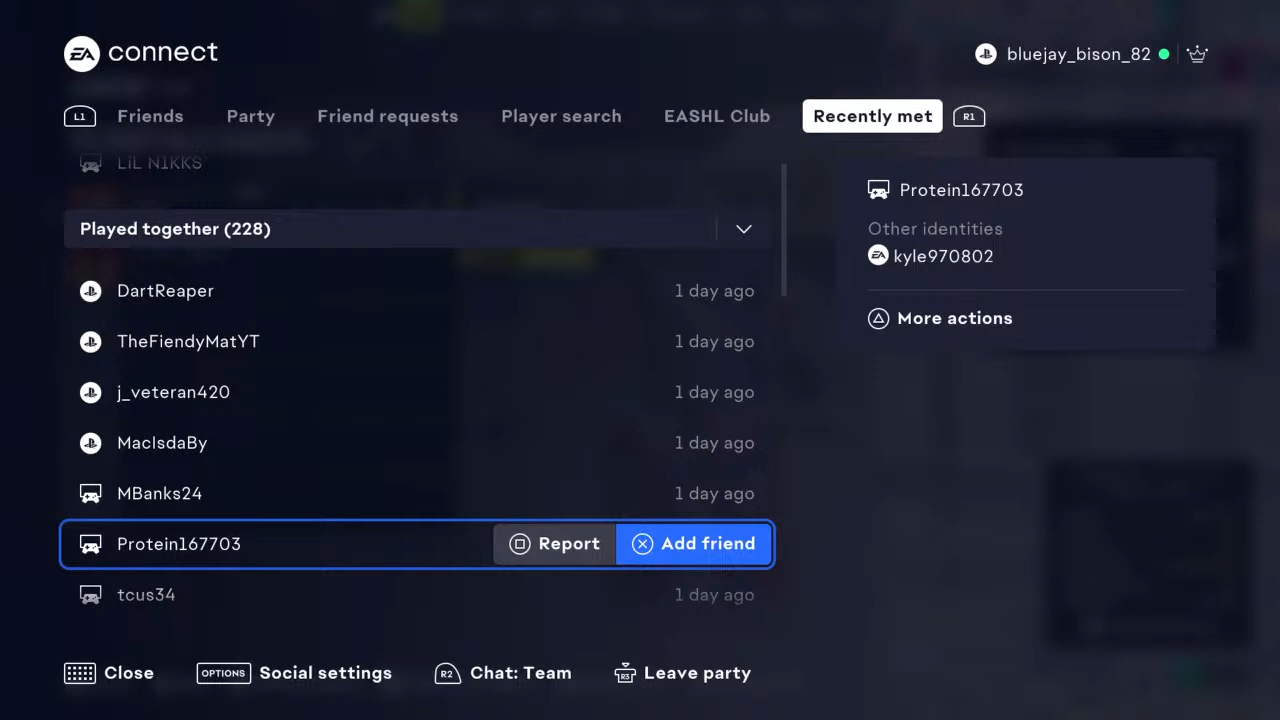 EA connect
bluejay_bison_82
L1 Friends Party Friend requests Player search EASHL Club Recently met R1
LiL N1KKS
Played together (228)
DartReaper 1 day ago
TheFiendyMatYT 1 day ago
j_veteran420 1 day ago
MacIsdaBy 1 day ago
MBanks24 1 day ago
Protein167703 Report Add friend
tcus34 1 day ago
Protein167703
Other identities
EA kyle970802
More actions
Close OPTIONS Social settings R2 Chat: Team R3 Leave party